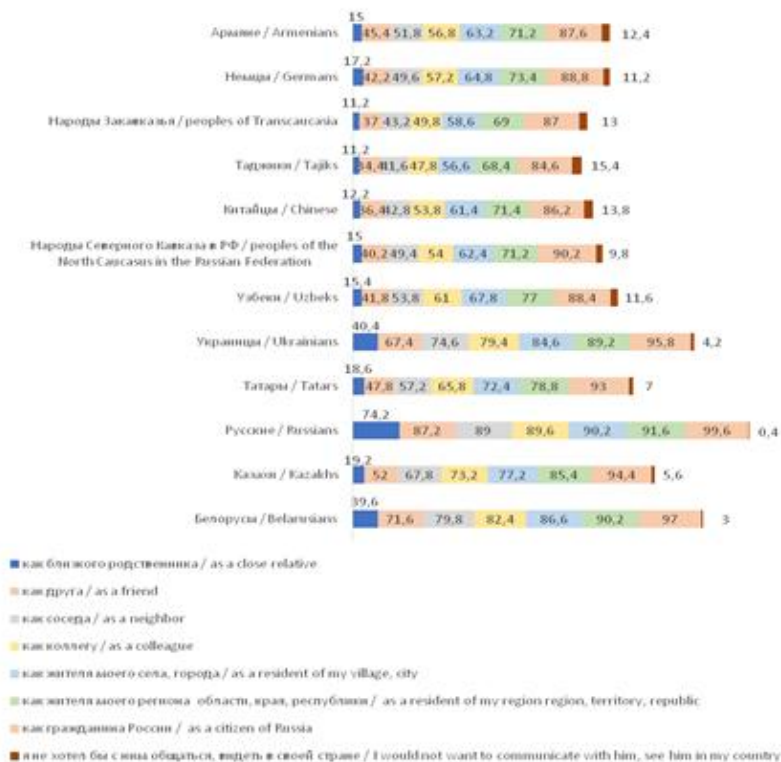 15
Армяне / Armenians 45,4 51,8 56,8 63,2 71,2 87,6 12,4
17,2
Немцы / Germans 42,2 49,6 57,2 64,8 73,4 88,8 11,2
11,2
Народы Закавказья / peoples of Transcaucasia 37 43,2 49,8 58,6 69 87 13
11,2
Таджики / Tajiks 34,4 41,6 47,8 56,6 68,4 84,6 15,4
12,2
Китайцы / Chinese 36,4 42,8 53,8 61,4 71,4 86,2 13,8
15
Народы Северного Кавказа в РФ / peoples of the
North Caucasus in the Russian Federation 40,2 49,4 54 62,4 71,2 90,2 9,8
15,4
Узбеки / Uzbeks 41,8 53,8 61 67,8 77 88,4 11,6
40,4
Украинцы / Ukrainians 67,4 74,6 79,4 84,6 89,2 95,8 4,2
18,6
Татары / Tatars 47,8 57,2 65,8 72,4 78,8 93 7
74,2
Русские / Russians 87,2 89 89,6 90,2 91,6 99,6 0,4
19,2
Казахи / Kazakhs 52 67,8 73,2 77,2 85,4 94,4 5,6
39,6
Белорусы / Belarusians 71,6 79,8 82,4 86,6 90,2 97 3
как близкого родственника / as a close relative
как друга / as a friend
как соседа / as a neighbor
как коллегу / as a colleague
как жителя моего села, города / as a resident of my village, city
как жителя моего региона области, края, республики / as a resident of my region region, territory, republic
как гражданина России / as a citizen of Russia
я не хотел бы с ним общаться, видеть в своей стране / I would not want to communicate with him, see him in my country